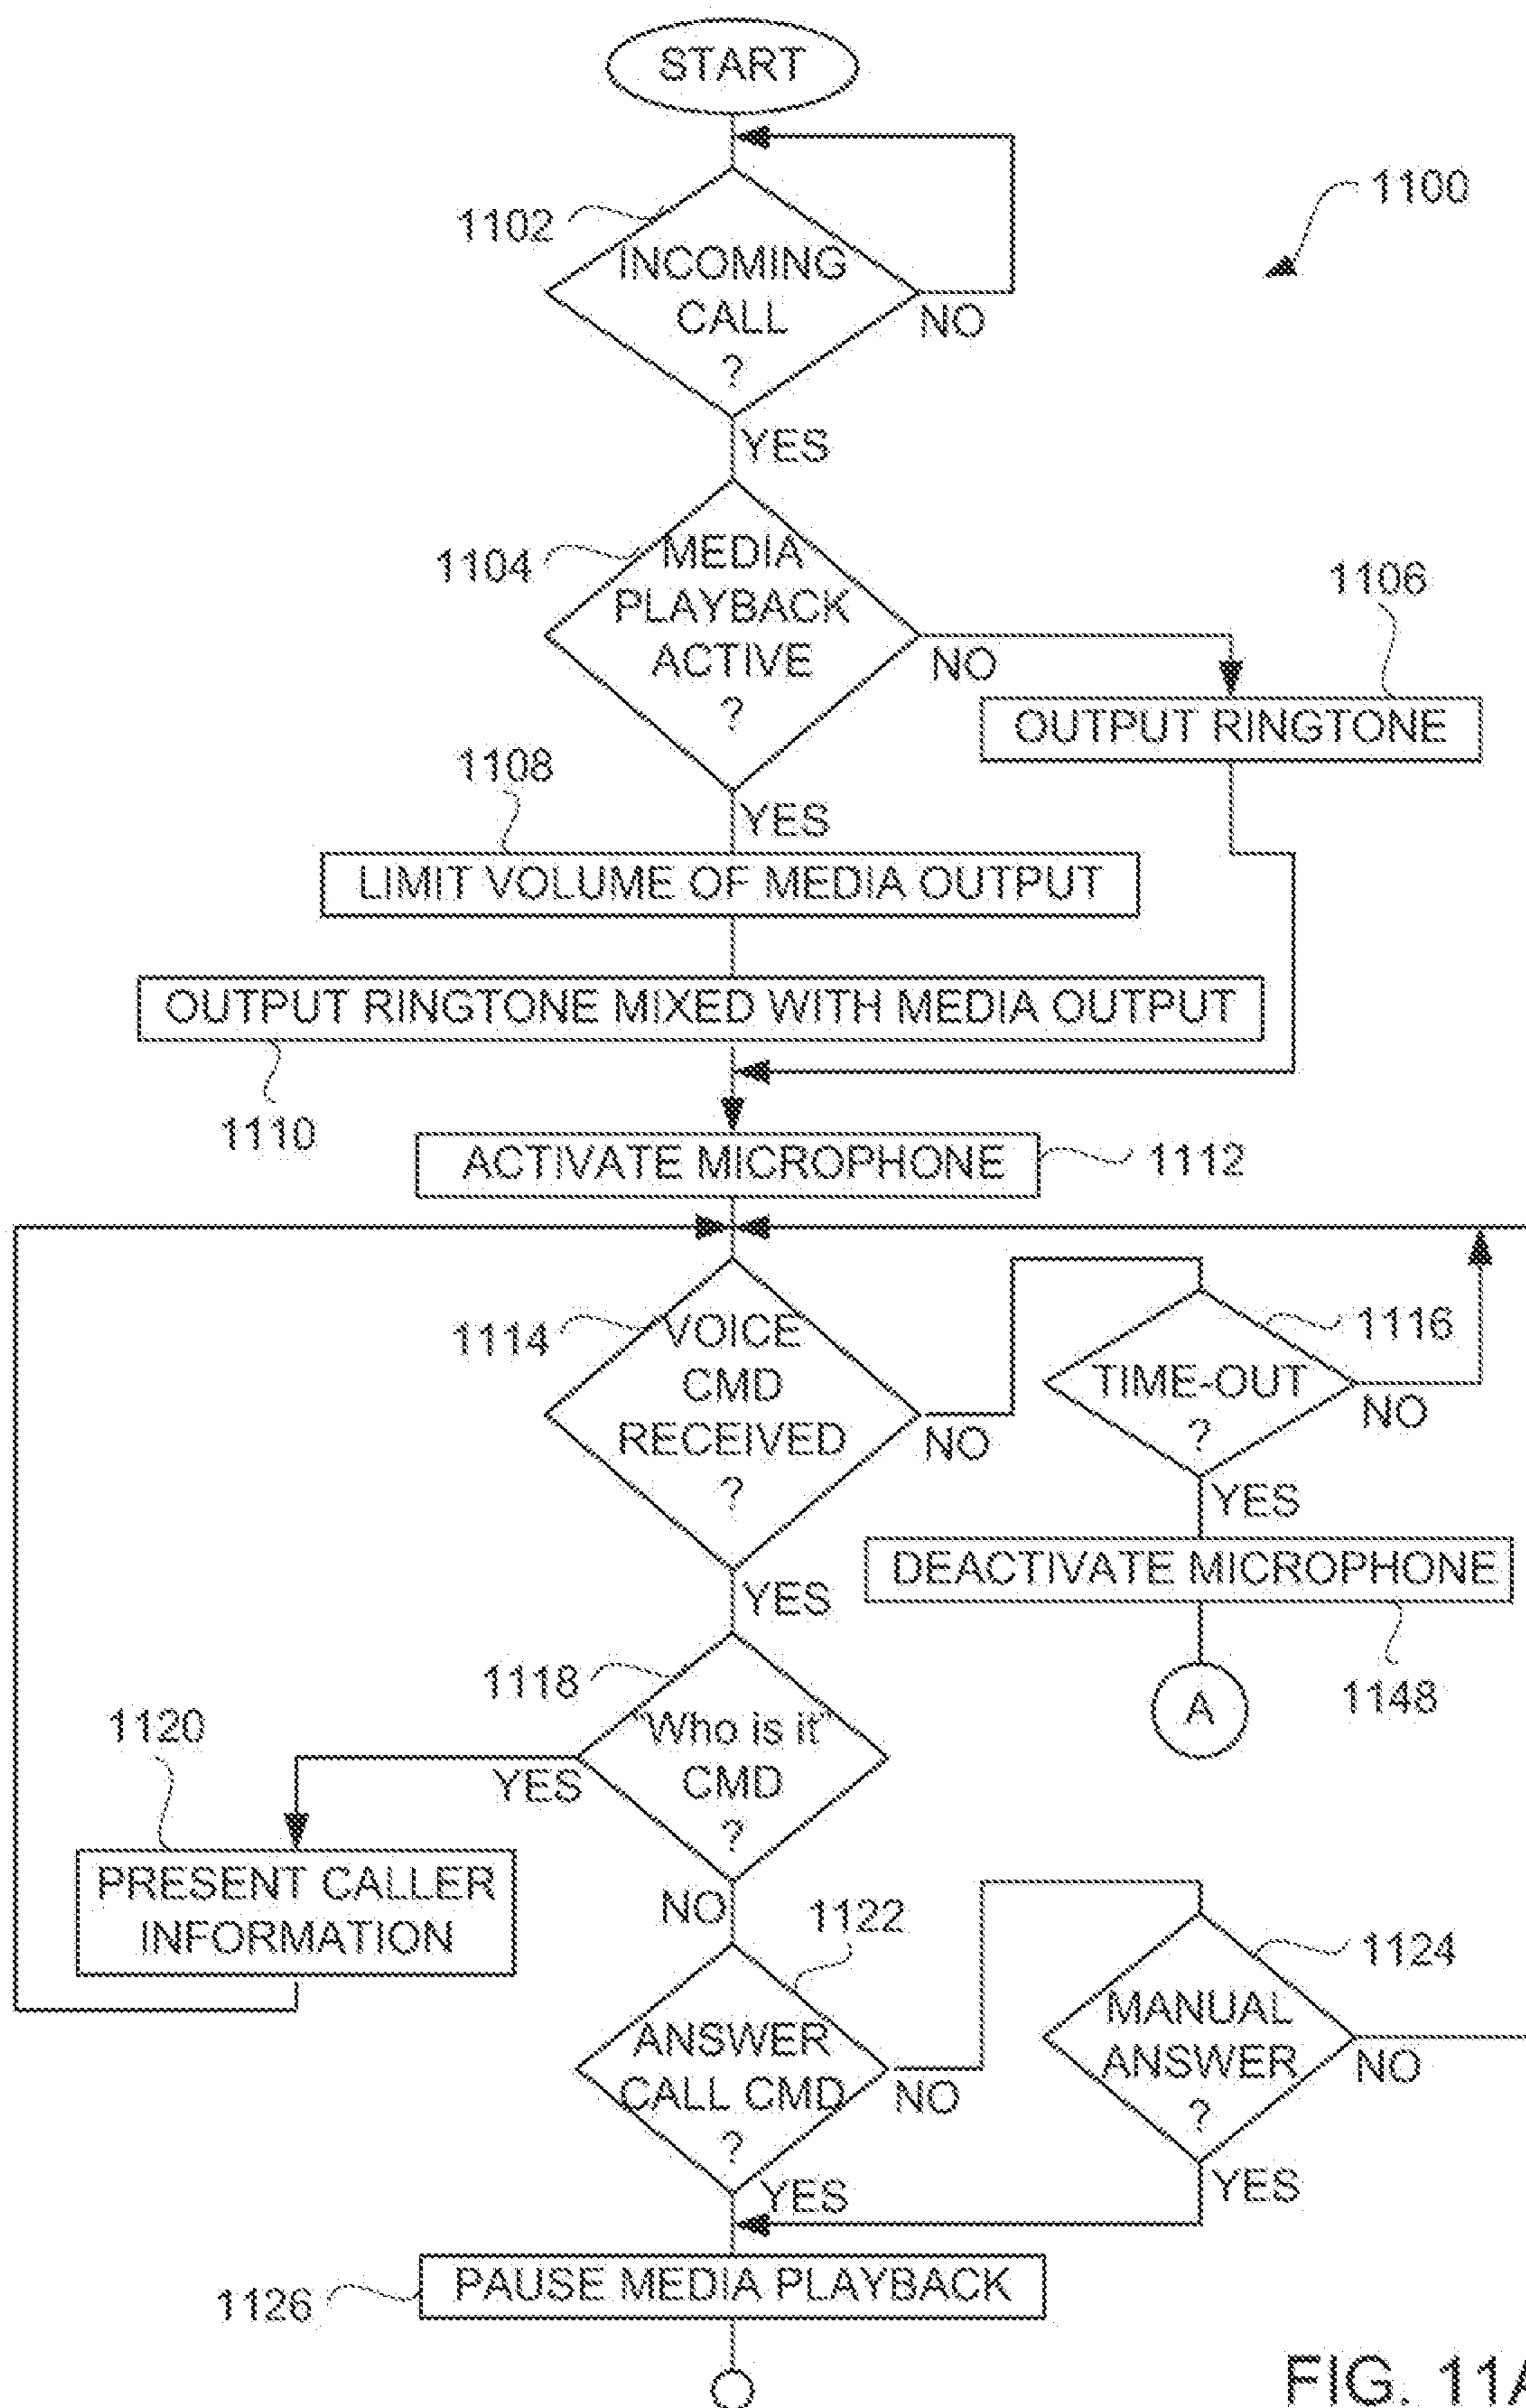 START
1100
1102
INCOMING
CALL
?
NO
YES
1104
MEDIA
PLAYBACK
ACTIVE
?
NO
1106
OUTPUT RINGTONE
1108
YES
LIMIT VOLUME OF MEDIA OUTPUT
OUTPUT RINGTONE MIXED WITH MEDIA OUTPUT
1110
ACTIVATE MICROPHONE
1112
1114
VOICE
CMD
RECEIVED
?
NO
1116
TIME-OUT
?
NO
YES
YES
DEACTIVATE MICROPHONE
1148
A
1118
"Who is it"
CMD
?
YES
1120
PRESENT CALLER
INFORMATION
NO
1122
ANSWER
CALL CMD
?
NO
1124
MANUAL
ANSWER
?
NO
YES
YES
1126
PAUSE MEDIA PLAYBACK
FIG. 11A